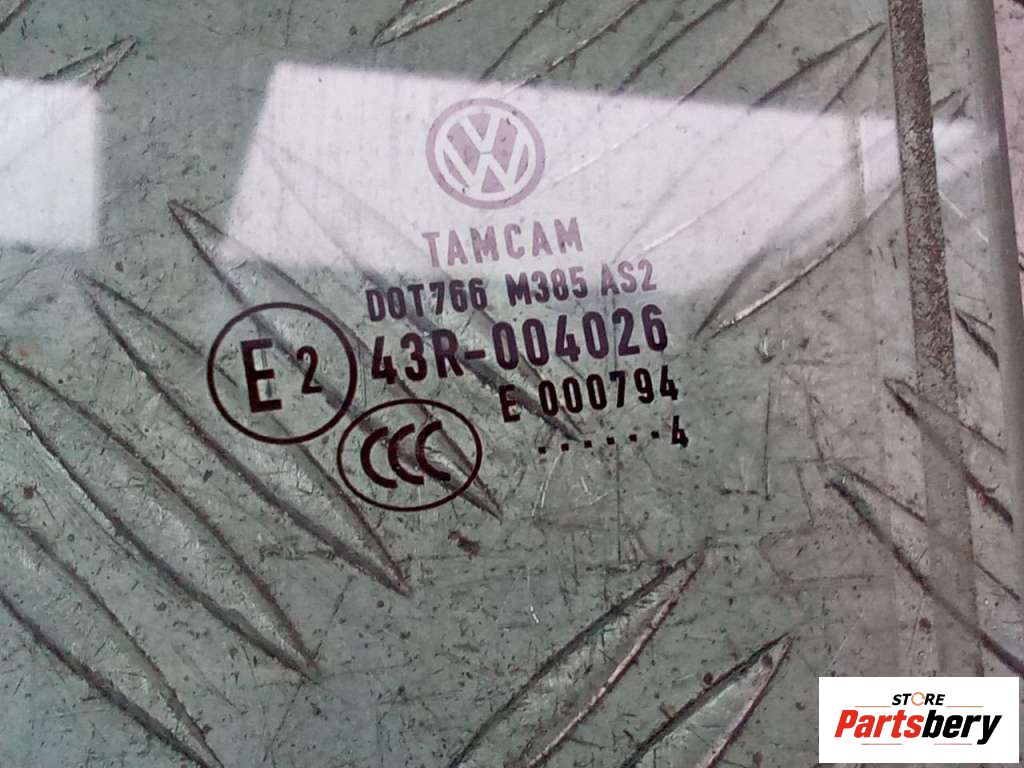 TAMCAM
DOT766 M385 AS2
43R-004026
E2
E 000794
CCC
......4
STORE
Partsbery